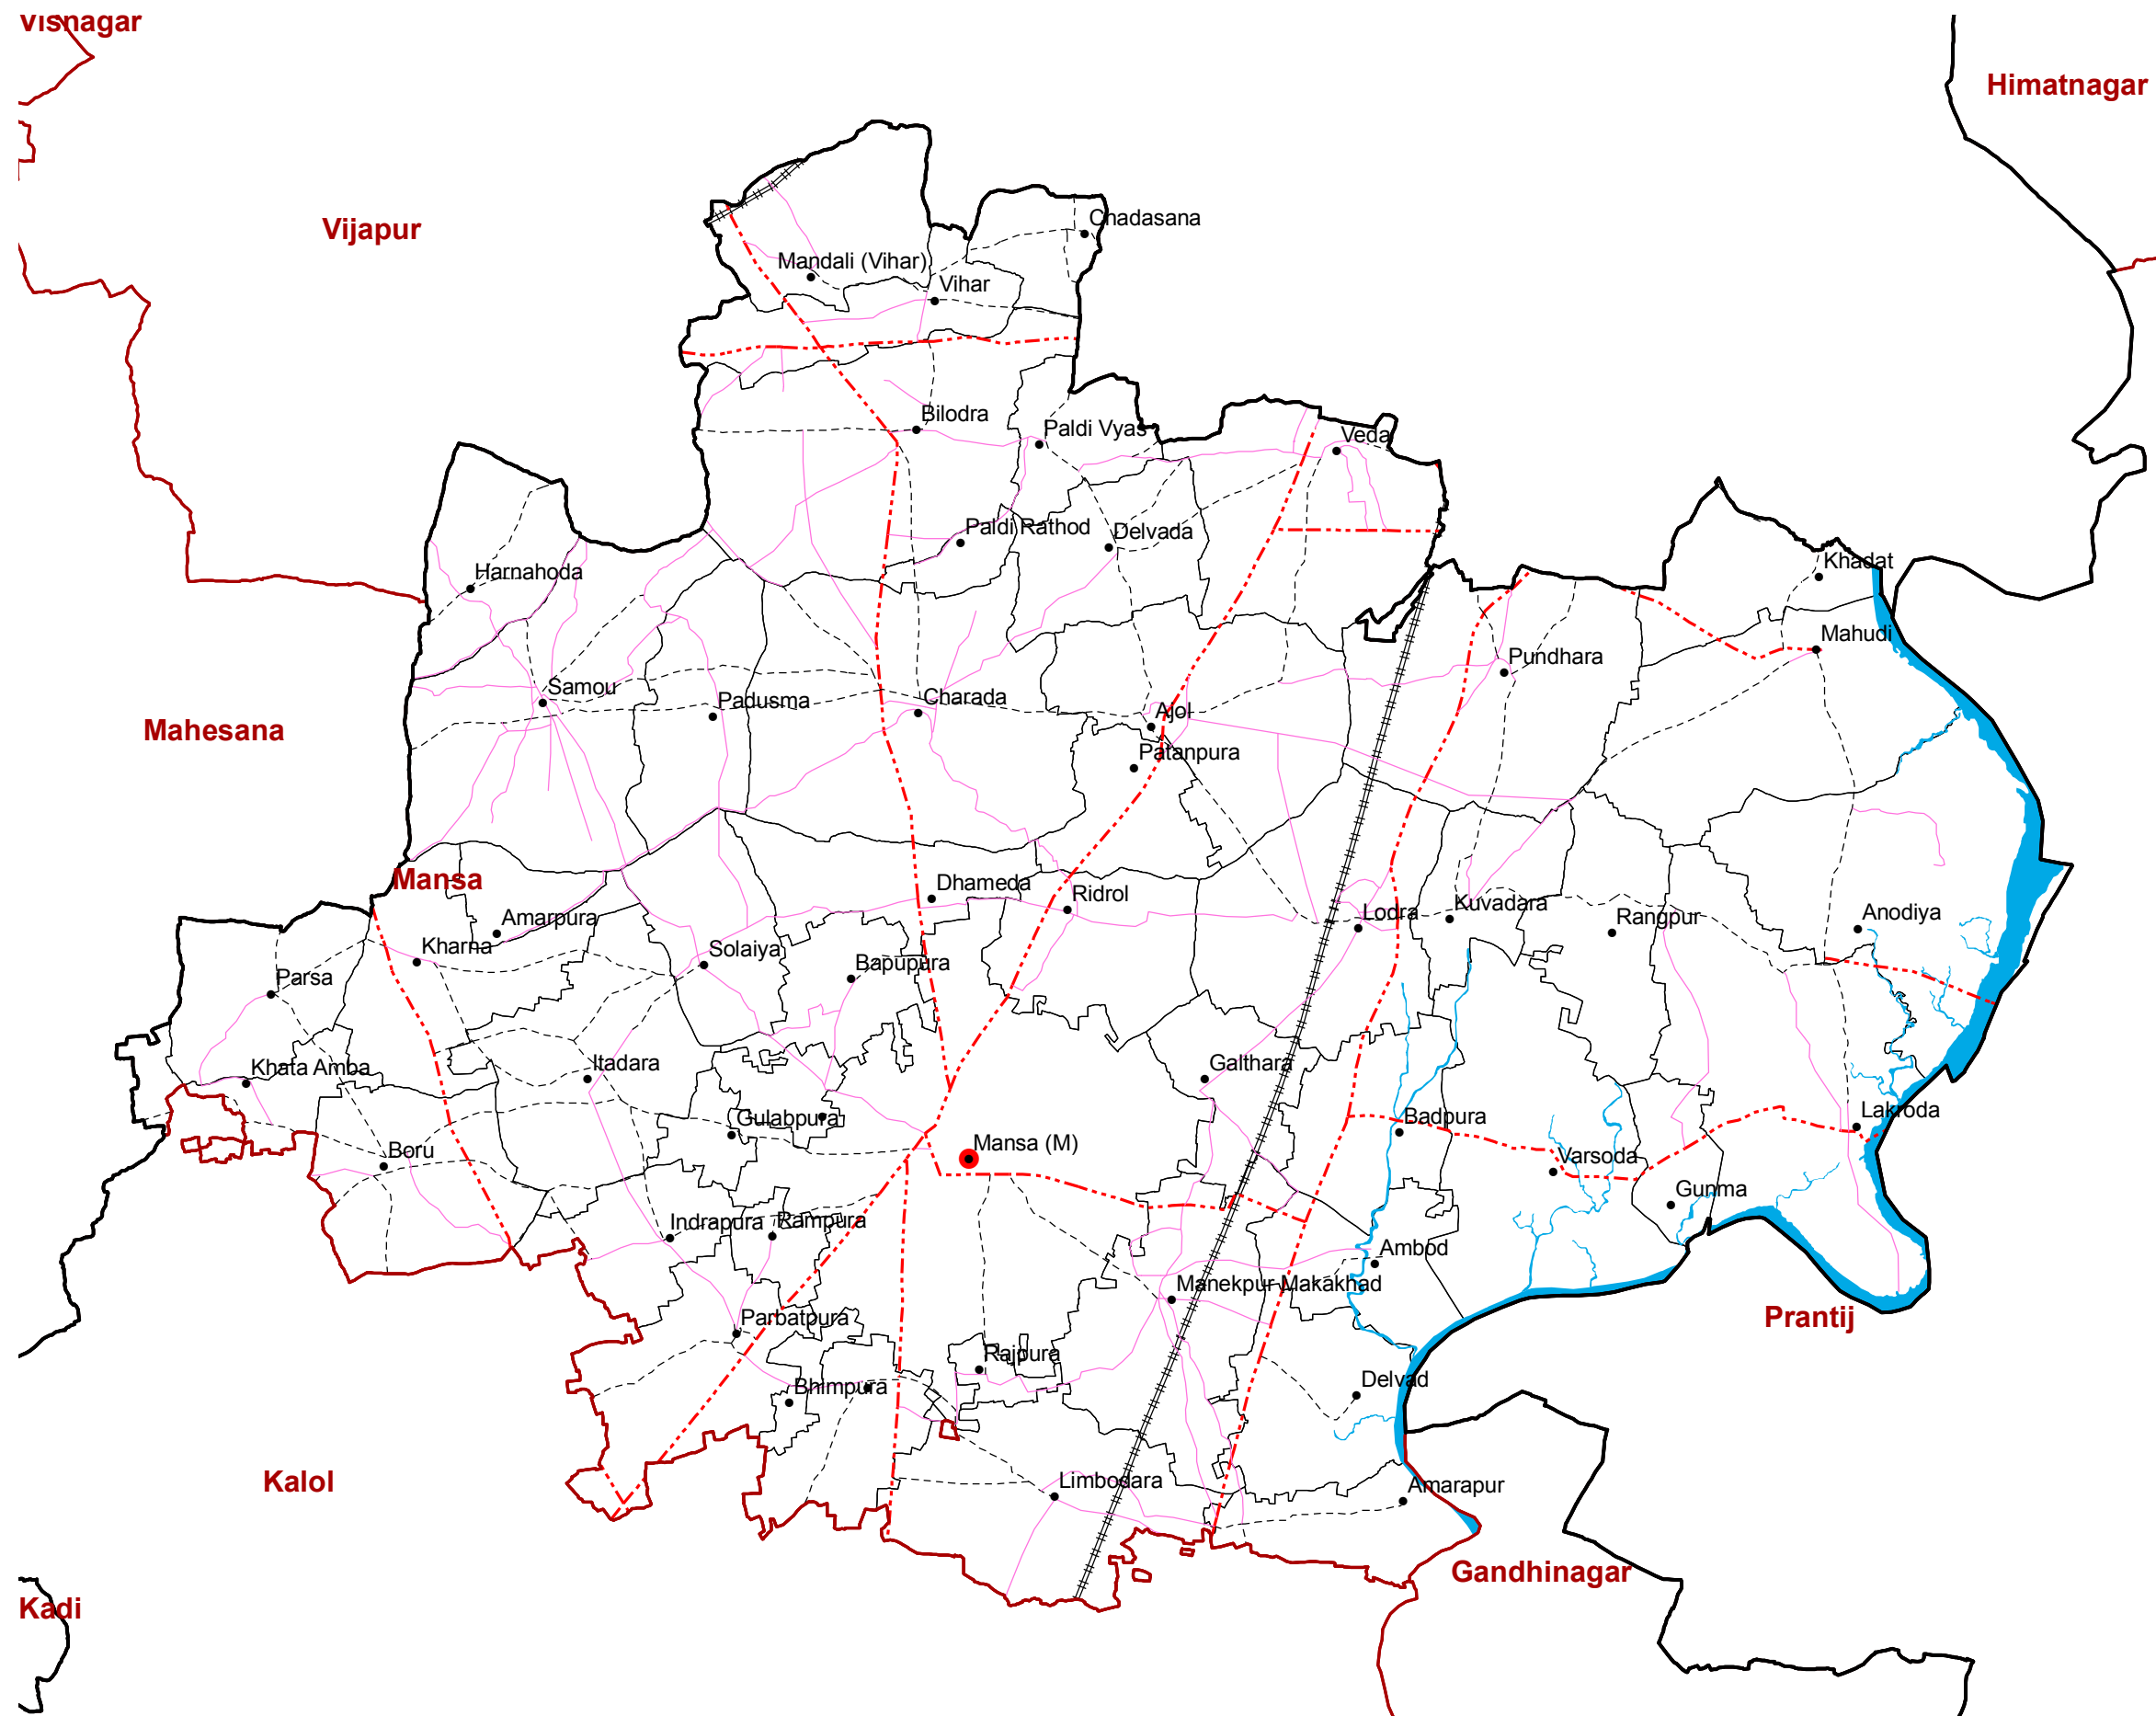 Visnagar
Himatnagar
Vijapur
Chadasana
Mandali (Vihar)
Vihar
Bilodra
Paldi Vyas
Veda
Paldi Rathod
Delvada
Harnahoda
Khadat
Mahudi
Pundhara
Samou
Padusma
Charada
Ajol
Mahesana
Patanpura
Mansa
Dhameda
Ridrol
Amarpura
Lodra
Kuvadara
Rangpur
Anodiya
Kharna
Solaiya
Bapupura
Parsa
Khata Amba
Itadara
Galthara
Gulabpura
Badpura
Lakroda
Boru
Mansa (M)
Varsoda
Gunma
Indrapura
Rampura
Ambod
Manekpur Makakhad
Parbatpura
Prantij
Rajpura
Bhimpura
Delvad
Kalol
Limbodara
Amarapur
Gandhinagar
Kadi